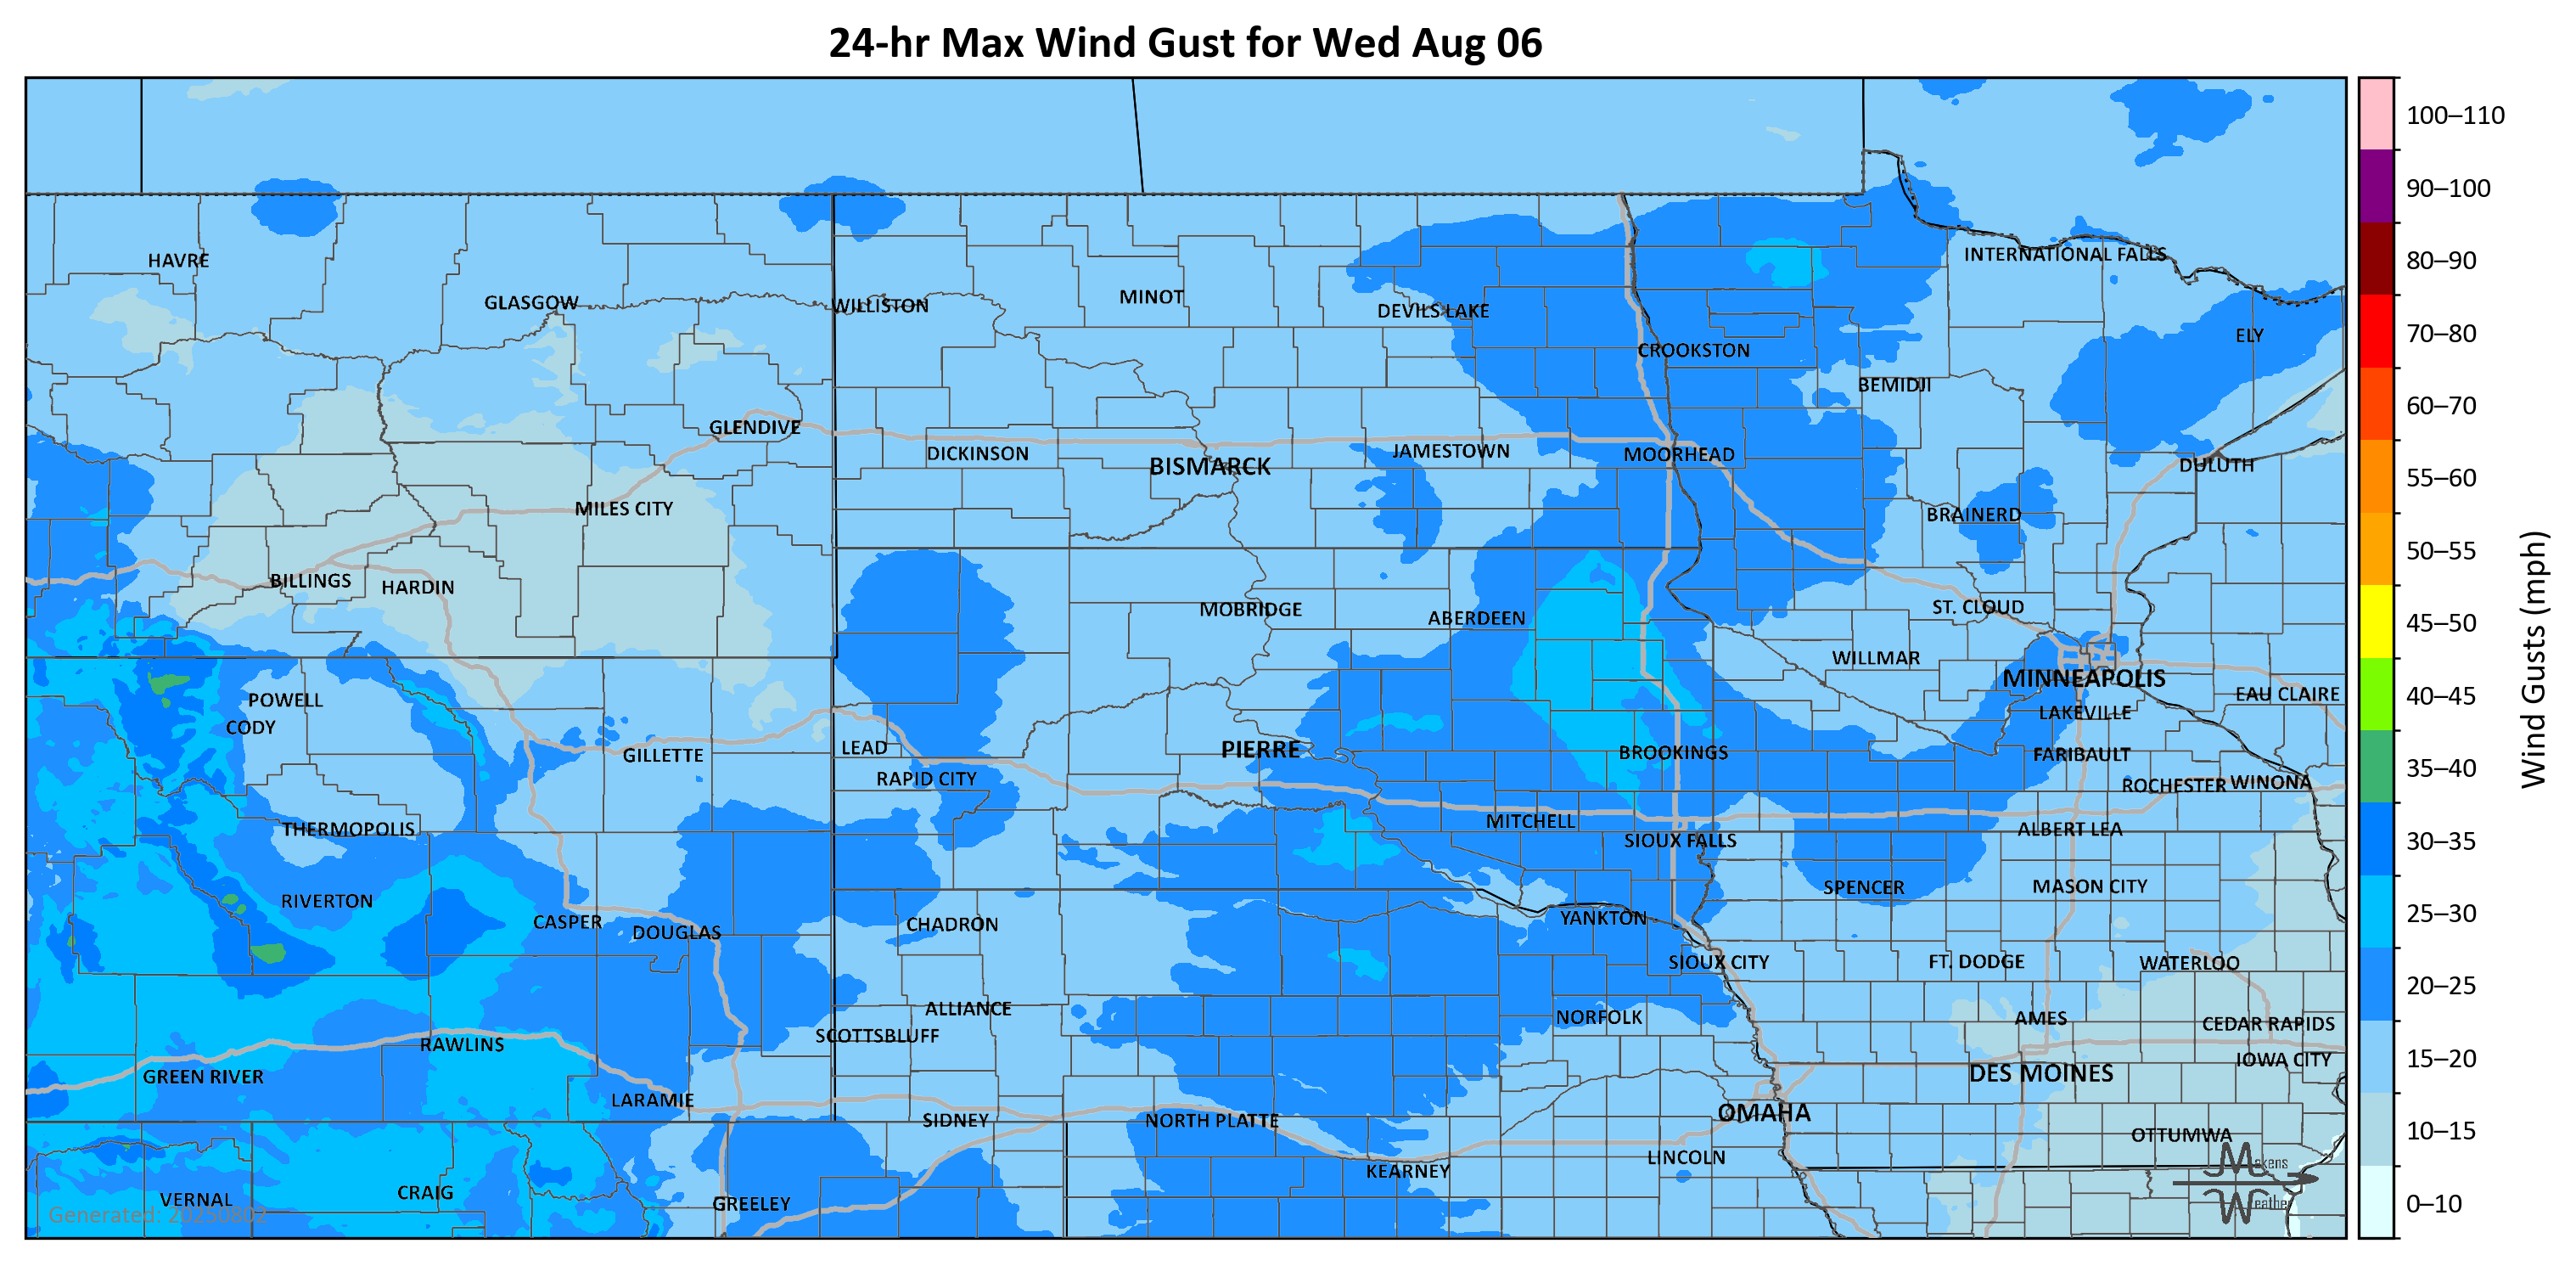 24-hr Max Wind Gust for Wed Aug 06
100–110
90–100
80–90
70–80
60–70
55–60
50–55
45–50
40–45
35–40
30–35
25–30
20–25
15–20
10–15
0–10
Wind Gusts (mph)
HAVRE
INTERNATIONAL FALLS
GLASGOW
WILLISTON
MINOT
DEVILS LAKE
ELY
CROOKSTON
BEMIDJI
GLENDIVE
DICKINSON
BISMARCK
JAMESTOWN
MOORHEAD
DULUTH
MILES CITY
BRAINERD
BILLINGS
HARDIN
MOBRIDGE
ABERDEEN
ST. CLOUD
WILLMAR
MINNEAPOLIS
EAU CLAIRE
POWELL
CODY
LAKEVILLE
GILLETTE
LEAD
PIERRE
BROOKINGS
FARIBAULT
RAPID CITY
ROCHESTER
WINONA
THERMOPOLIS
MITCHELL
SIOUX FALLS
ALBERT LEA
RIVERTON
SPENCER
MASON CITY
CASPER
DOUGLAS
CHADRON
YANKTON
SIOUX CITY
FT. DODGE
WATERLOO
ALLIANCE
SCOTTSBLUFF
NORFOLK
AMES
CEDAR RAPIDS
RAWLINS
IOWA CITY
GREEN RIVER
DES MOINES
LARAMIE
SIDNEY
NORTH PLATTE
OMAHA
OTTUMWA
KEARNEY
LINCOLN
VERNAL
CRAIG
GREELEY
Generated: 20250802
Makens
Weather